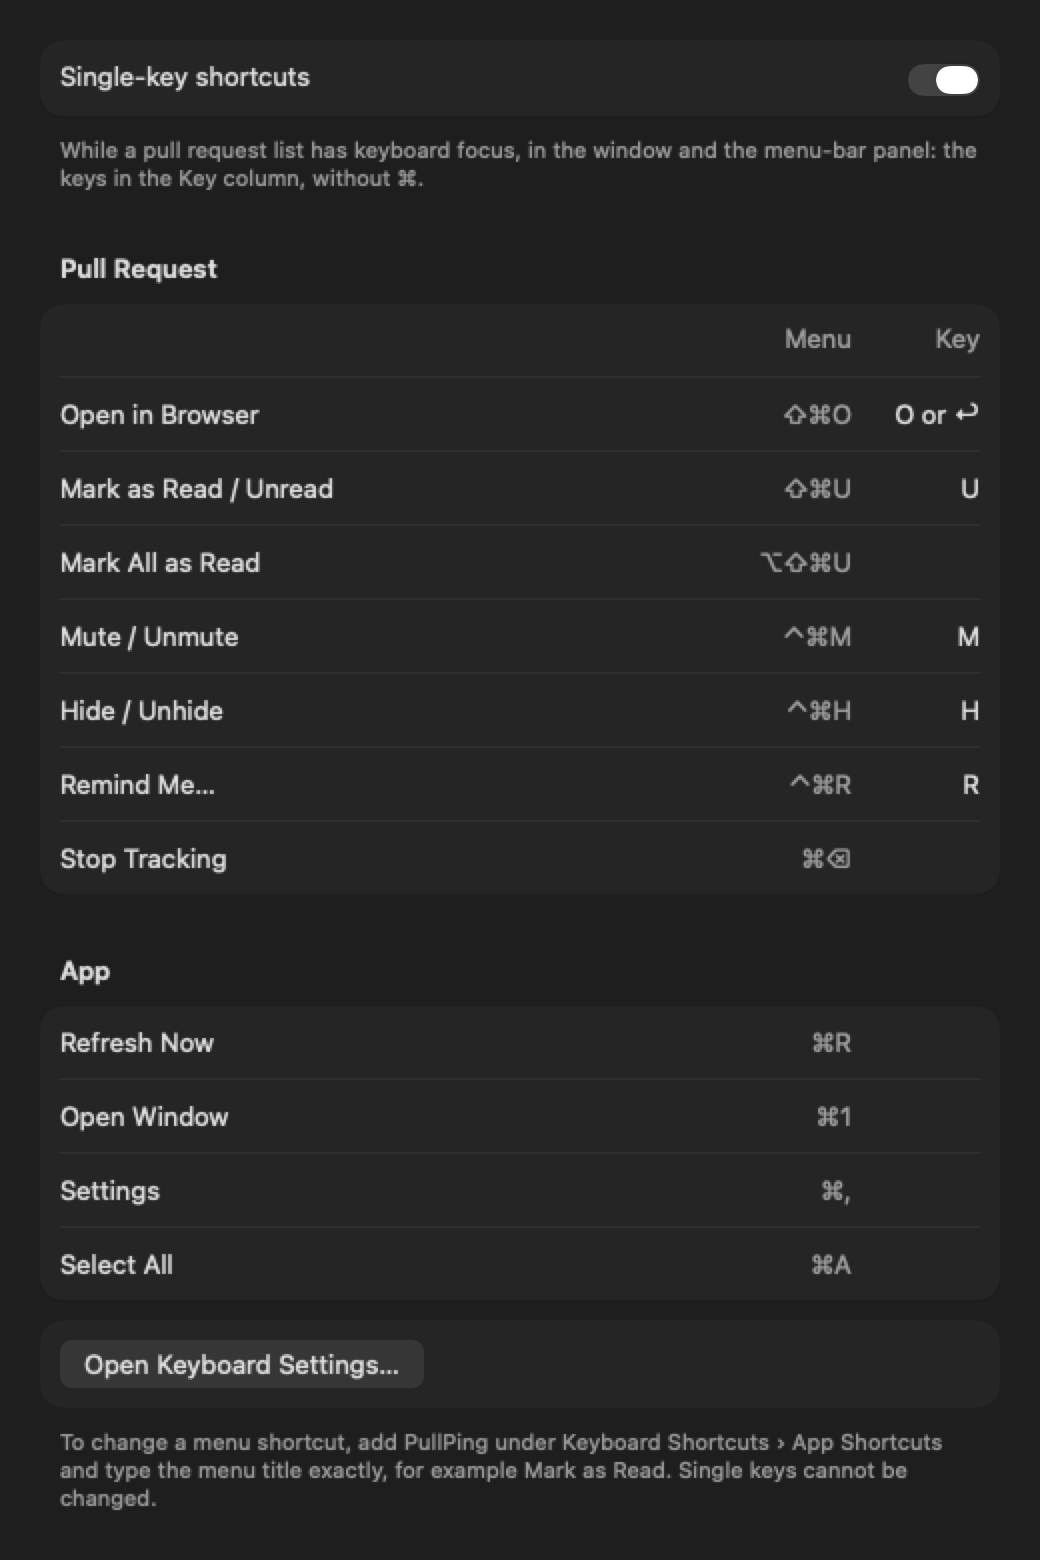 Single-key shortcuts
While a pull request list has keyboard focus, in the window and the menu-bar panel: the
keys in the Key column, without ⌘.
Pull Request
Menu Key
Open in Browser ⇧⌘O O or ↩
Mark as Read / Unread ⇧⌘U U
Mark All as Read ⌥⇧⌘U
Mute / Unmute ^⌘M M
Hide / Unhide ^⌘H H
Remind Me... ^⌘R R
Stop Tracking ⌘⌫
App
Refresh Now ⌘R
Open Window ⌘1
Settings ⌘,
Select All ⌘A
Open Keyboard Settings...
To change a menu shortcut, add PullPing under Keyboard Shortcuts › App Shortcuts
and type the menu title exactly, for example Mark as Read. Single keys cannot be
changed.